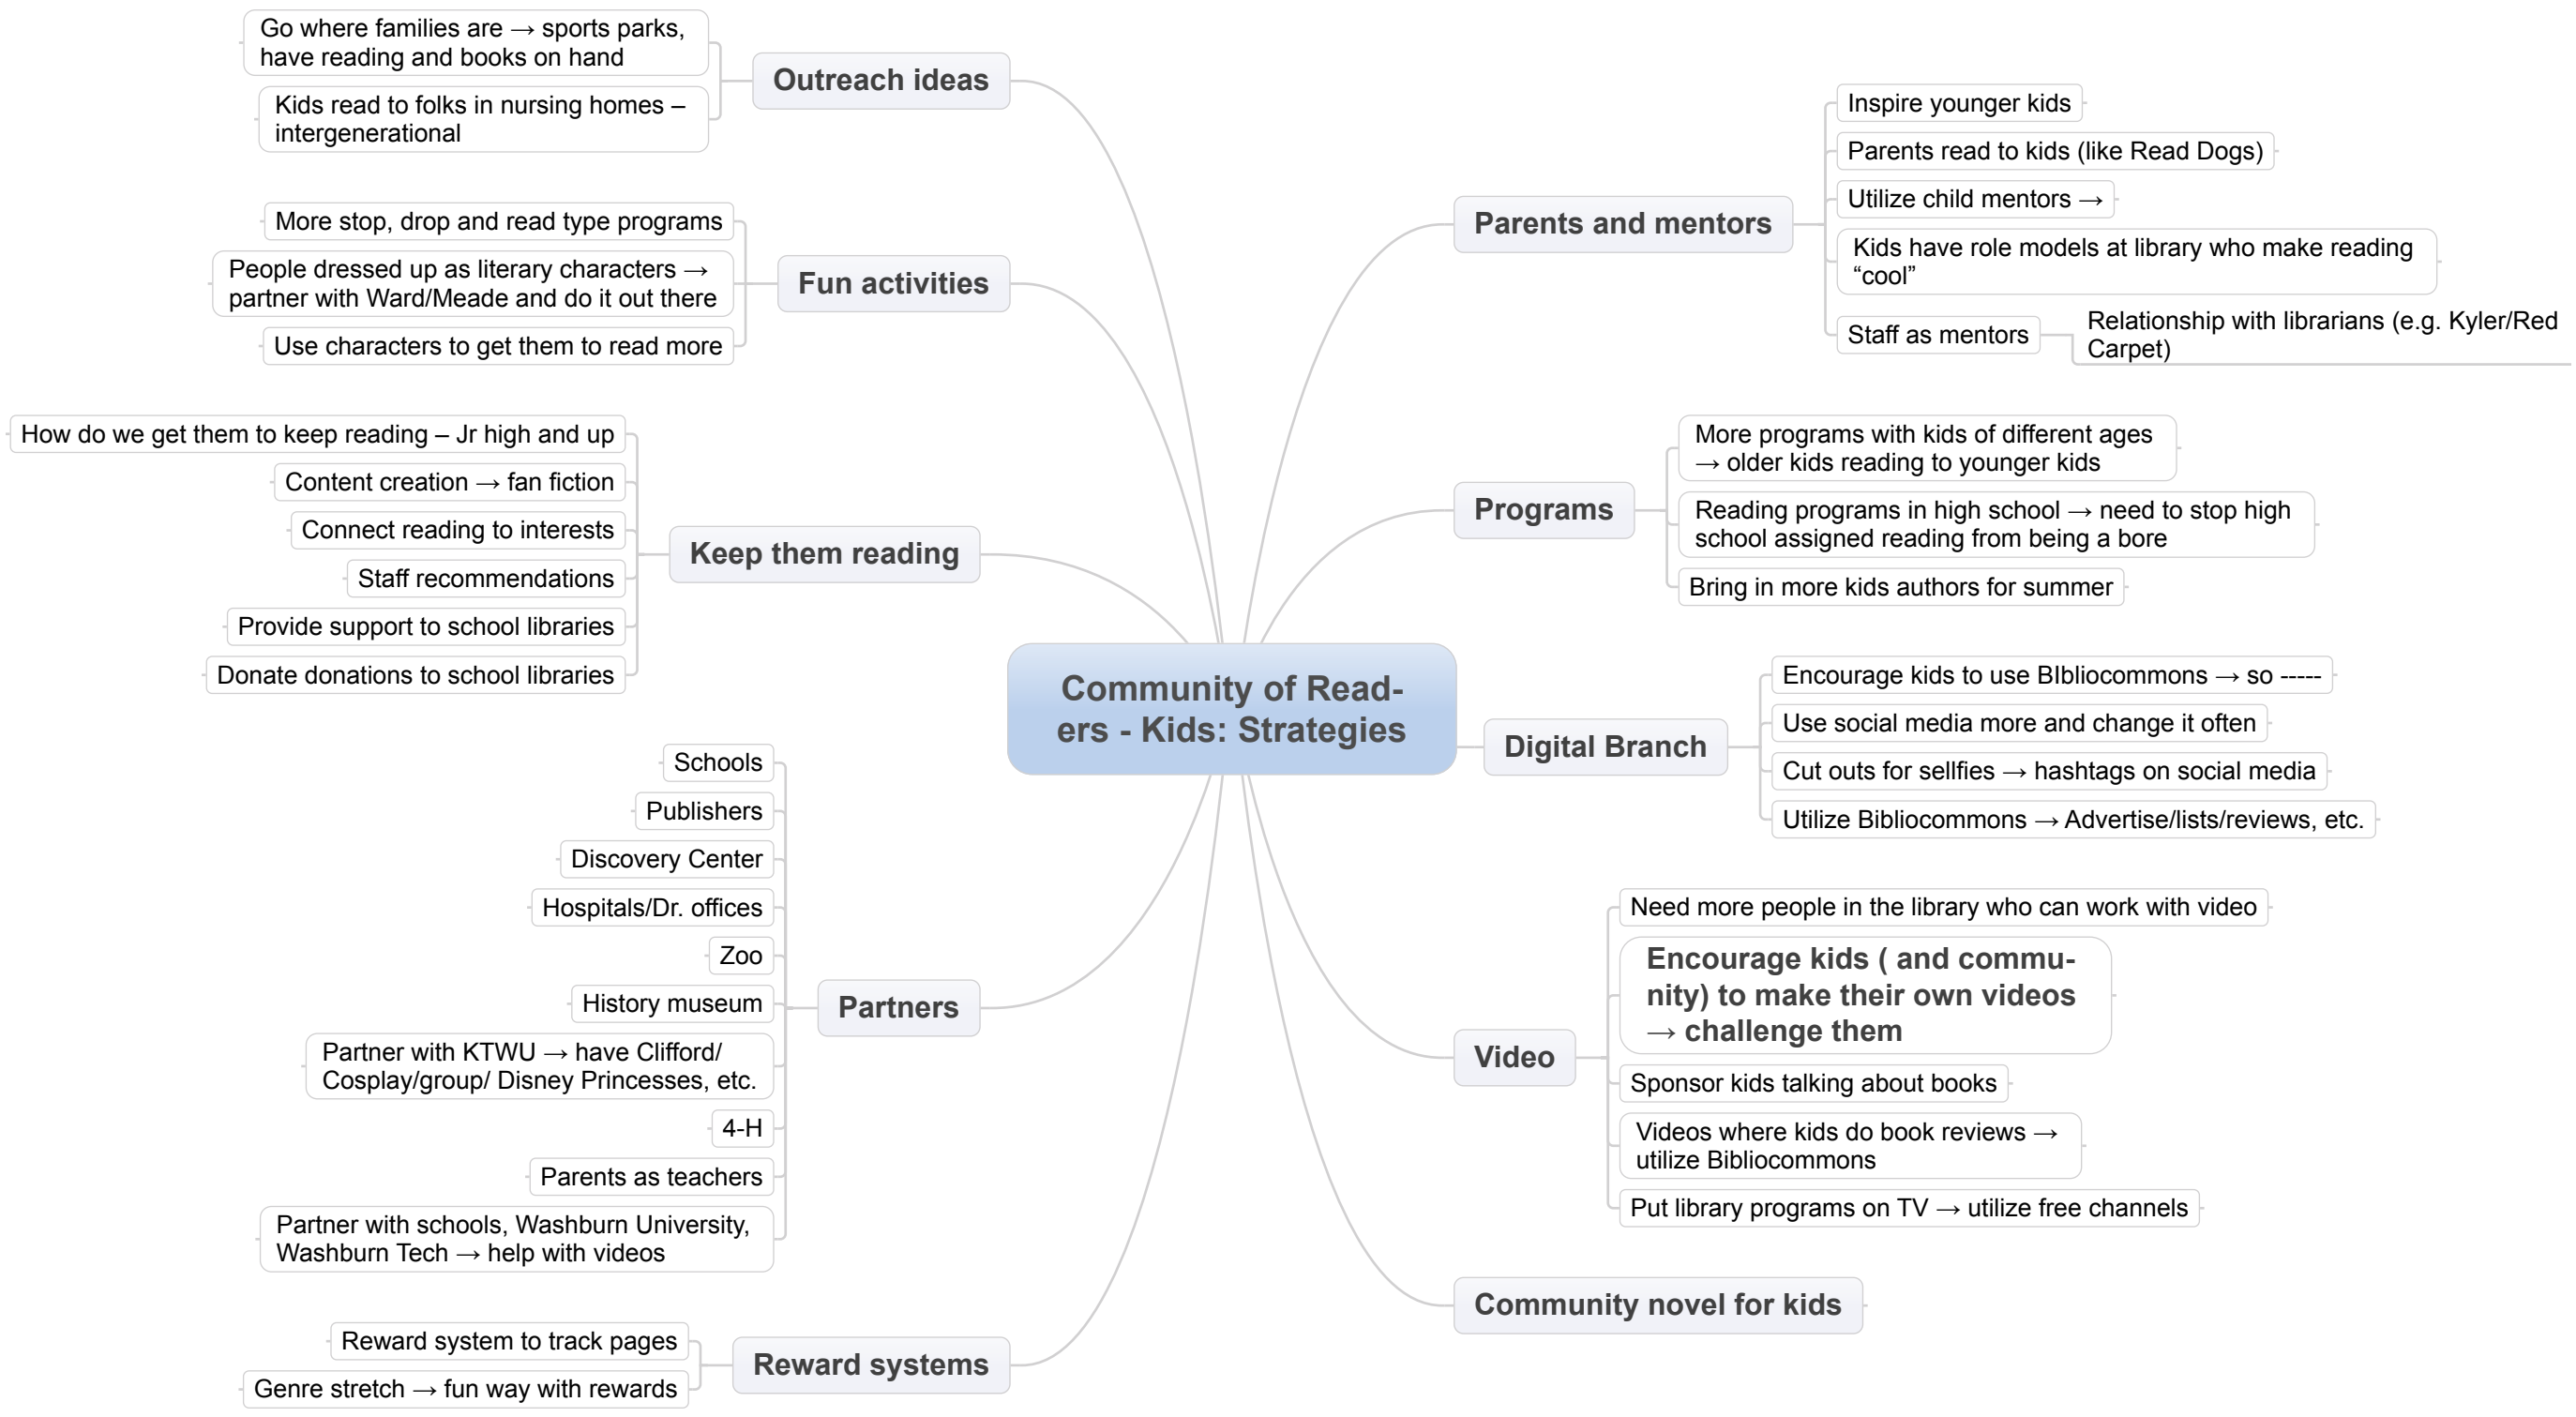 Community of Read-
ers - Kids: Strategies
Outreach ideas
Go where families are → sports parks,
have reading and books on hand
Kids read to folks in nursing homes –
intergenerational
Fun activities
More stop, drop and read type programs
People dressed up as literary characters →
partner with Ward/Meade and do it out there
Use characters to get them to read more
Keep them reading
How do we get them to keep reading – Jr high and up
Content creation → fan fiction
Connect reading to interests
Staff recommendations
Provide support to school libraries
Donate donations to school libraries
Partners
Schools
Publishers
Discovery Center
Hospitals/Dr. offices
Zoo
History museum
Partner with KTWU → have Clifford/
Cosplay/group/ Disney Princesses, etc.
4-H
Parents as teachers
Partner with schools, Washburn University,
Washburn Tech → help with videos
Reward systems
Reward system to track pages
Genre stretch → fun way with rewards
Parents and mentors
Inspire younger kids
Parents read to kids (like Read Dogs)
Utilize child mentors →
Kids have role models at library who make reading
“cool”
Staff as mentors
Relationship with librarians (e.g. Kyler/Red
Carpet)
Programs
More programs with kids of different ages
→ older kids reading to younger kids
Reading programs in high school → need to stop high
school assigned reading from being a bore
Bring in more kids authors for summer
Digital Branch
Encourage kids to use BIbliocommons → so -----
Use social media more and change it often
Cut outs for sellfies → hashtags on social media
Utilize Bibliocommons → Advertise/lists/reviews, etc.
Video
Need more people in the library who can work with video
Encourage kids ( and commu-
nity) to make their own videos
→ challenge them
Sponsor kids talking about books
Videos where kids do book reviews →
utilize Bibliocommons
Put library programs on TV → utilize free channels
Community novel for kids